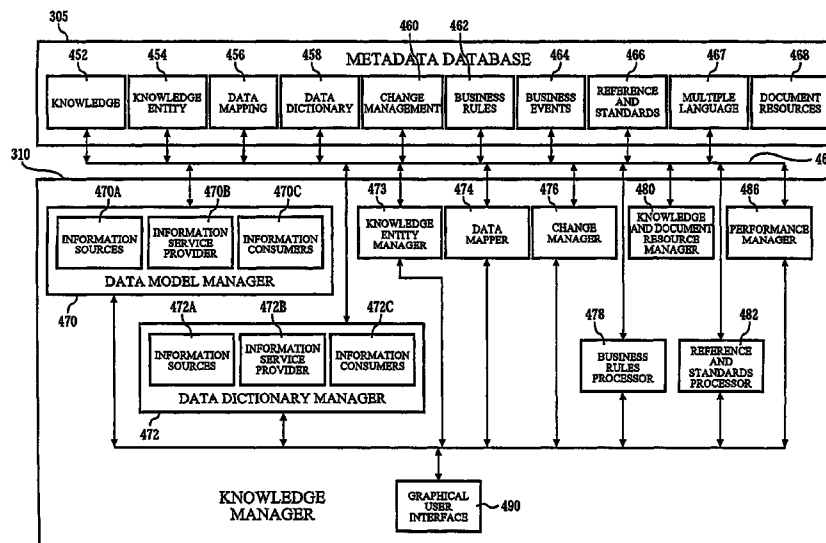 305
452
454
456
458
460
462
464
466
467
468
METADATA DATABASE
KNOWLEDGE
KNOWLEDGE
ENTITY
DATA
MAPPING
DATA
DICTIONARY
CHANGE
MANAGEMENT
BUSINESS
RULES
BUSINESS
EVENTS
REFERENCE
AND
STANDARDS
MULTIPLE
LANGUAGE
DOCUMENT
RESOURCES
310
470A
470B
470C
473
474
476
480
486
INFORMATION
SOURCES
INFORMATION
SERVICE
PROVIDER
INFORMATION
CONSUMERS
DATA MODEL MANAGER
470
KNOWLEDGE
ENTITY
MANAGER
DATA
MAPPER
CHANGE
MANAGER
KNOWLEDGE
AND DOCUMENT
RESOURCE
MANAGER
PERFORMANCE
MANAGER
472A
472B
472C
478
482
INFORMATION
SOURCES
INFORMATION
SERVICE
PROVIDER
INFORMATION
CONSUMERS
DATA DICTIONARY MANAGER
472
BUSINESS
RULES
PROCESSOR
REFERENCE
AND
STANDARDS
PROCESSOR
KNOWLEDGE
MANAGER
GRAPHICAL
USER
INTERFACE
490